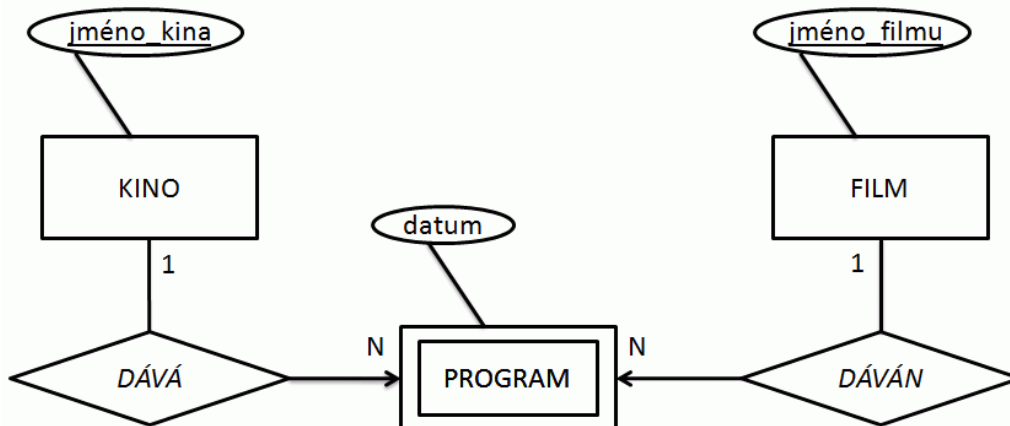 jméno_kina
jméno_filmu
KINO
FILM
datum
1
1
N
N
DÁVÁ
PROGRAM
DÁVÁN